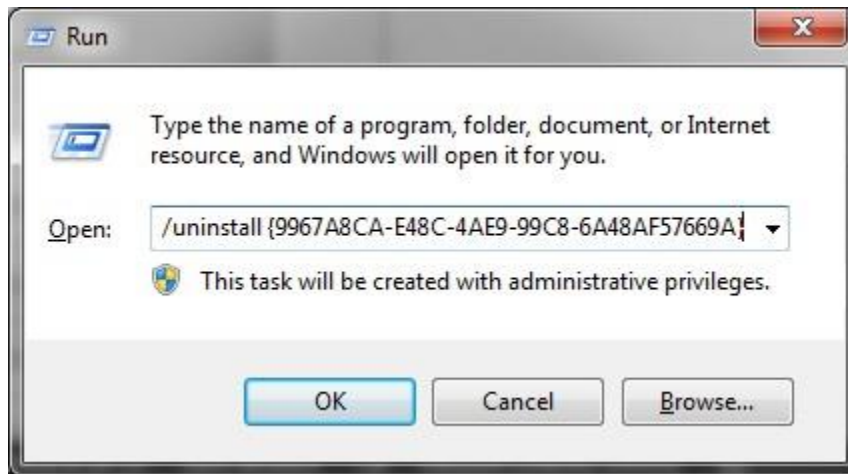 Run
Type the name of a program, folder, document, or Internet
resource, and Windows will open it for you.
Open: /uninstall {9967A8CA-E48C-4AE9-99C8-6A48AF57669A}
This task will be created with administrative privileges.
OK Cancel Browse...